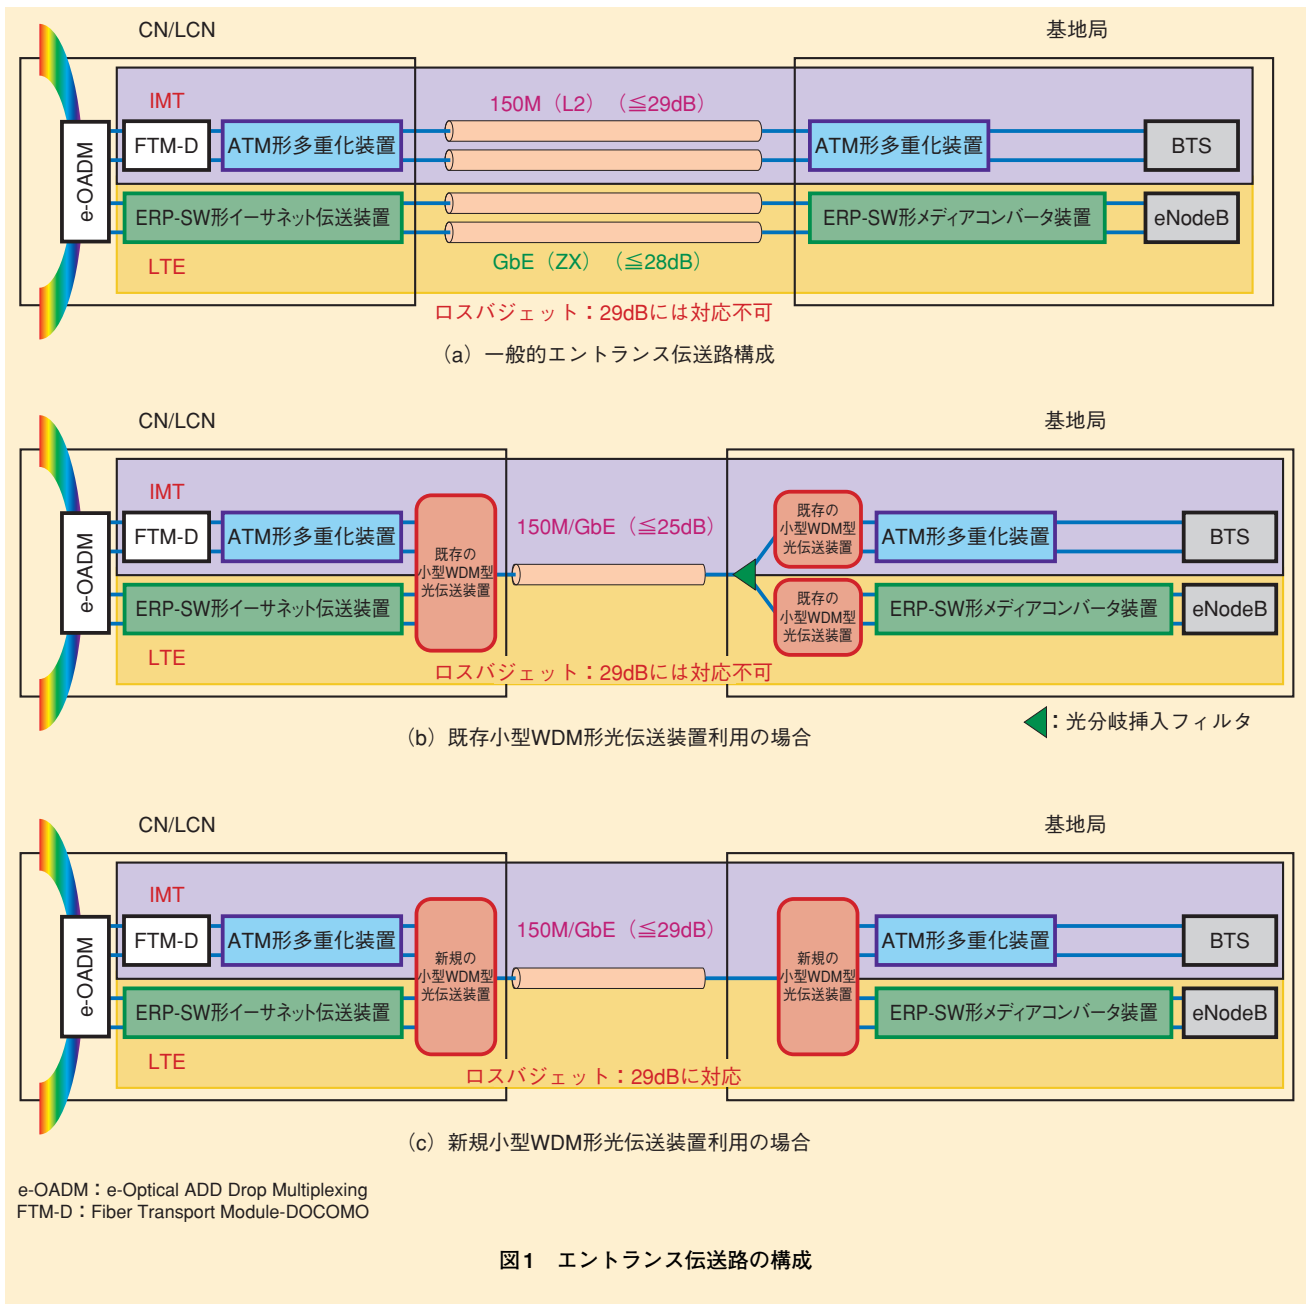 CN/LCN
基地局
IMT
150M（L2）（≦29dB）
e-OADM
FTM-D
ATM形多重化装置
ATM形多重化装置
BTS
ERP-SW形イーサネット伝送装置
ERP-SW形メディアコンバータ装置
eNodeB
LTE
GbE（ZX）（≦28dB）
ロスバジェット：29dBには対応不可
（a）一般的エントランス伝送路構成
CN/LCN
基地局
IMT
150M/GbE（≦25dB）
e-OADM
FTM-D
ATM形多重化装置
既存の
小型WDM型
光伝送装置
既存の
小型WDM型
光伝送装置
ATM形多重化装置
BTS
ERP-SW形イーサネット伝送装置
既存の
小型WDM型
光伝送装置
ERP-SW形メディアコンバータ装置
eNodeB
LTE
ロスバジェット：29dBには対応不可
：光分岐挿入フィルタ
（b）既存小型WDM形光伝送装置利用の場合
CN/LCN
基地局
IMT
150M/GbE（≦29dB）
e-OADM
FTM-D
ATM形多重化装置
新規の
小型WDM型
光伝送装置
新規の
小型WDM型
光伝送装置
ATM形多重化装置
BTS
ERP-SW形イーサネット伝送装置
ERP-SW形メディアコンバータ装置
eNodeB
LTE
ロスバジェット：29dBに対応
（c）新規小型WDM形光伝送装置利用の場合
e-OADM：e-Optical ADD Drop Multiplexing
FTM-D：Fiber Transport Module-DOCOMO
図1　エントランス伝送路の構成